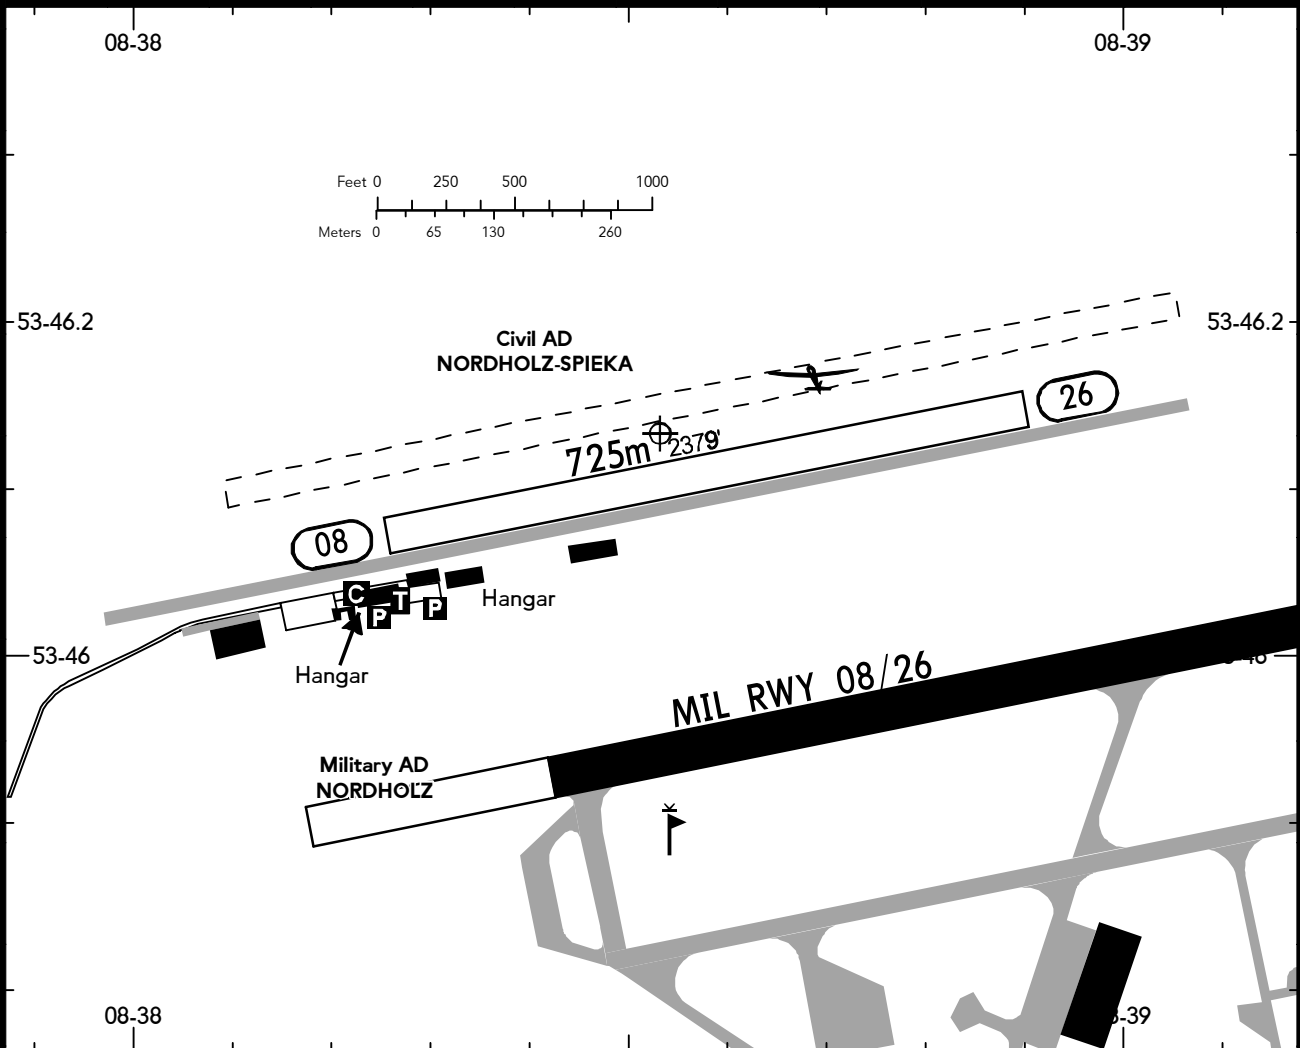 08-38 08-39
Feet 0 250 500 1000
Meters 0 65 130 260
53-46.2 53-46.2
Civil AD
NORDHOLZ-SPIEKA
26
725m 2379'
08
C T P P
Hangar
53-46
Hangar
MIL RWY 08/26
Military AD
NORDHOLZ
08-38 -39